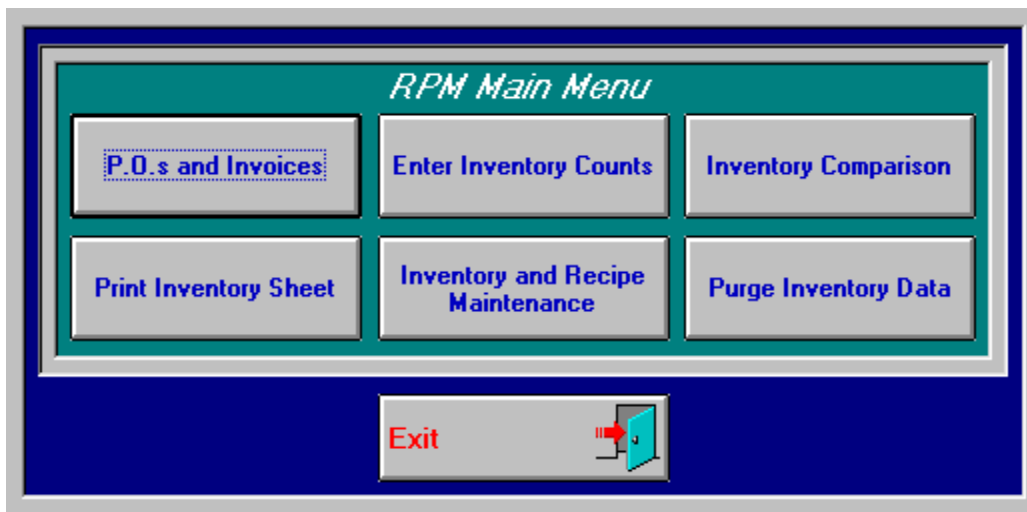 RPM Main Menu
P.O.s and Invoices
Enter Inventory Counts
Inventory Comparison
Print Inventory Sheet
Inventory and Recipe
Maintenance
Purge Inventory Data
Exit